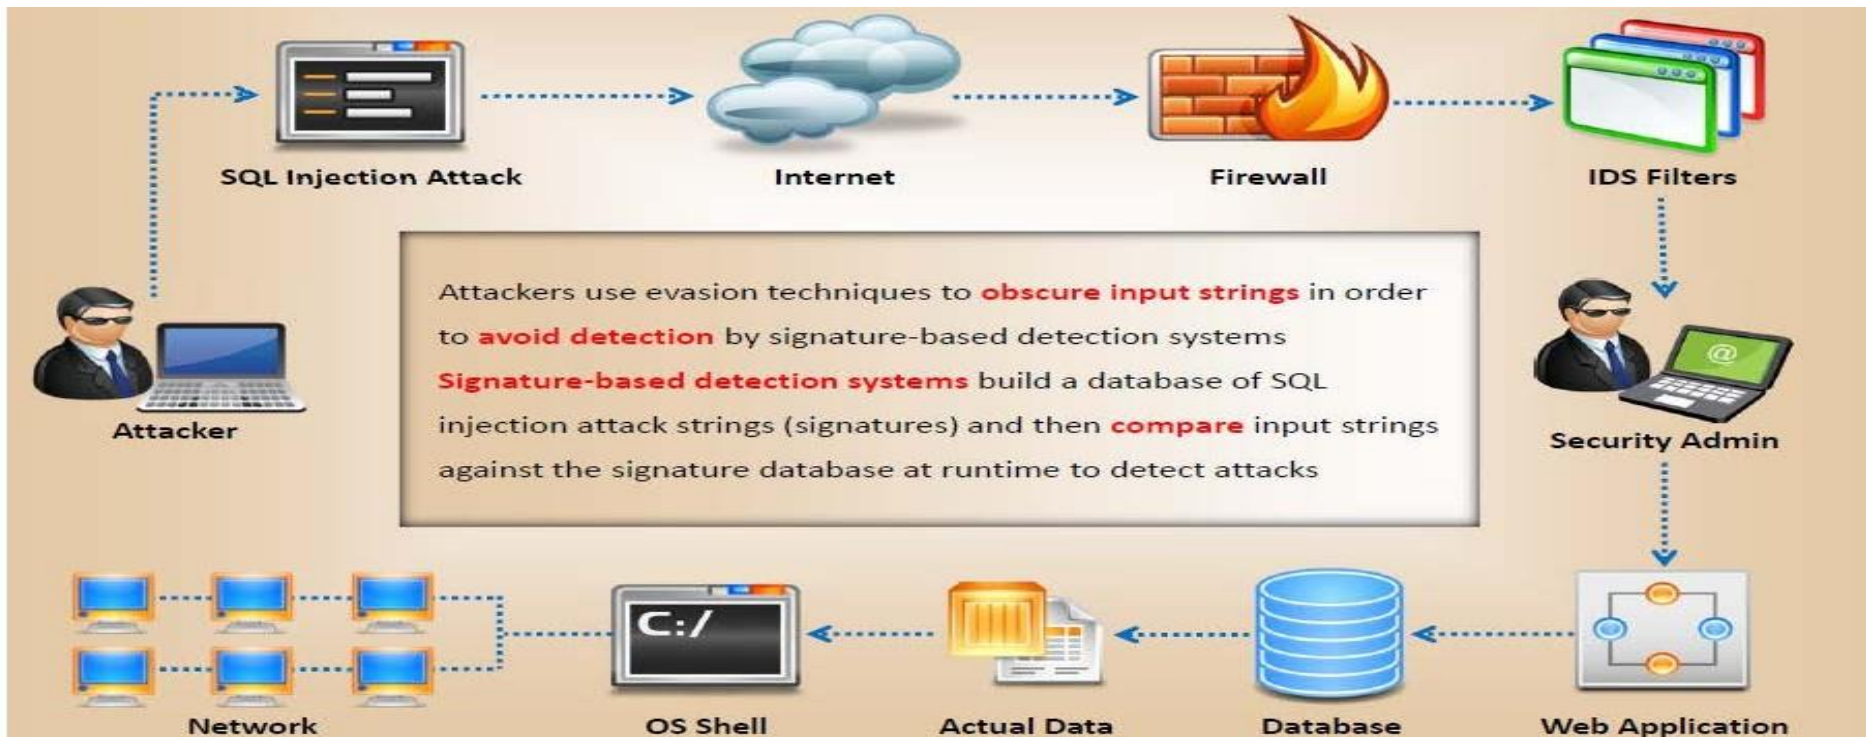 SQL Injection Attack
Internet
Firewall
IDS Filters
Attackers use evasion techniques to obscure input strings in order
to avoid detection by signature-based detection systems
Signature-based detection systems build a database of SQL
injection attack strings (signatures) and then compare input strings
against the signature database at runtime to detect attacks
Attacker
@
Security Admin
C:/
Network
OS Shell
Actual Data
Database
Web Application